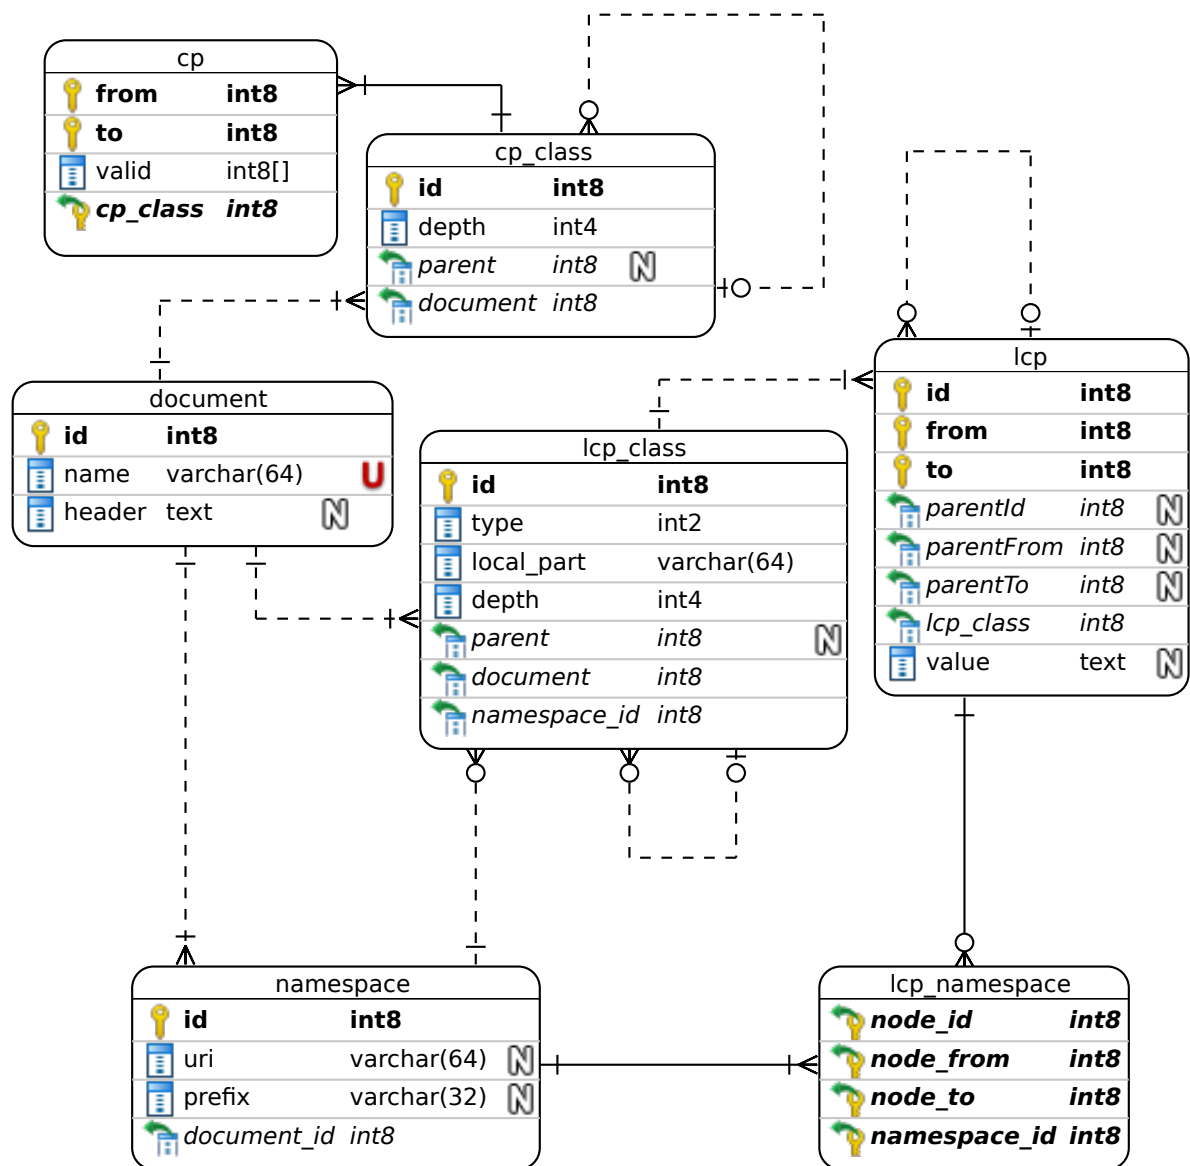 cp
from int8
to int8
valid int8[]
cp_class int8
cp_class
id int8
depth int4
parent int8 N
document int8
lcp
id int8
from int8
to int8
parentId int8 N
parentFrom int8 N
parentTo int8 N
lcp_class int8
value text N
document
id int8
name varchar(64) U
header text N
lcp_class
id int8
type int2
local_part varchar(64)
depth int4
parent int8 N
document int8
namespace_id int8
namespace
id int8
uri varchar(64) N
prefix varchar(32) N
document_id int8
lcp_namespace
node_id int8
node_from int8
node_to int8
namespace_id int8